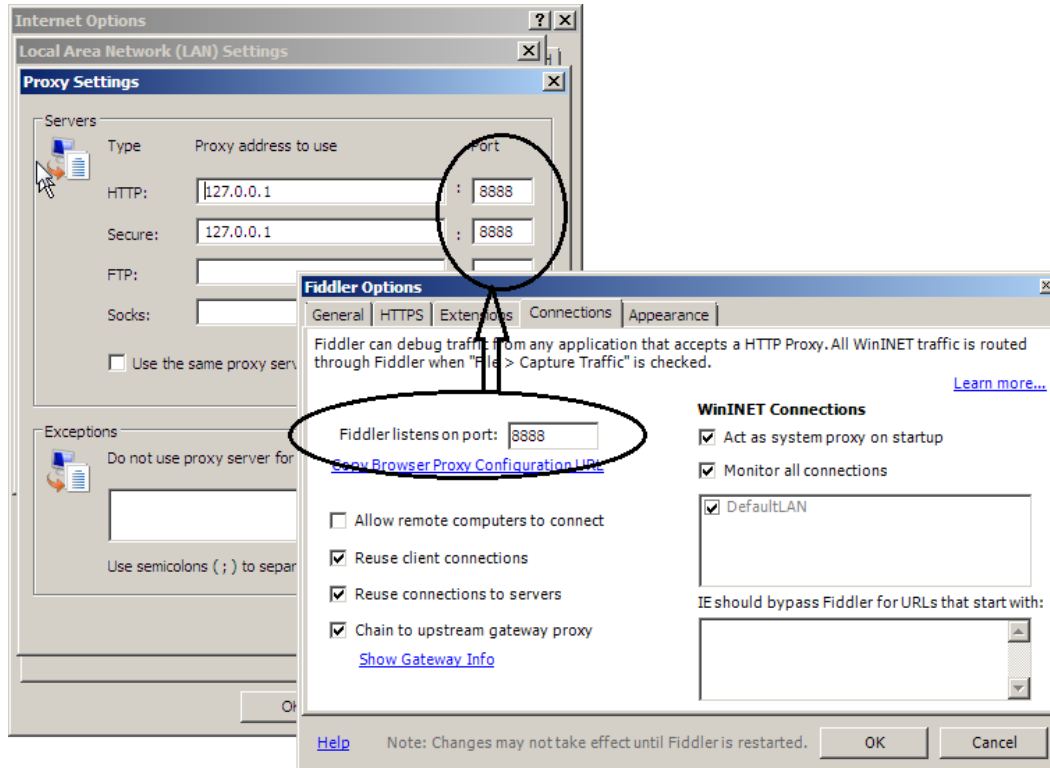 Internet Options
Local Area Network (LAN) Settings
Proxy Settings
Servers
Type Proxy address to use Port
HTTP: 127.0.0.1 : 8888
Secure: 127.0.0.1 : 8888
FTP:
Socks:
Use the same proxy
Exceptions
Do not use proxy server for
Use semicolons ( ; ) to
Fiddler Options
General HTTPS Extensions Connections Appearance
Fiddler can debug traffic from any application that accepts a HTTP Proxy. All WinINET traffic is routed
through Fiddler when "File > Capture Traffic" is checked.
Learn more...
Fiddler listens on port: 8888
Copy Browser Proxy Configuration URL
Allow remote computers to connect
Reuse client connections
Reuse connections to servers
Chain to upstream gateway proxy
Show Gateway Info
WinINET Connections
Act as system proxy on startup
Monitor all connections
DefaultLAN
IE should bypass Fiddler for URLs that start with:
Help Note: Changes may not take effect until Fiddler is restarted. OK Cancel